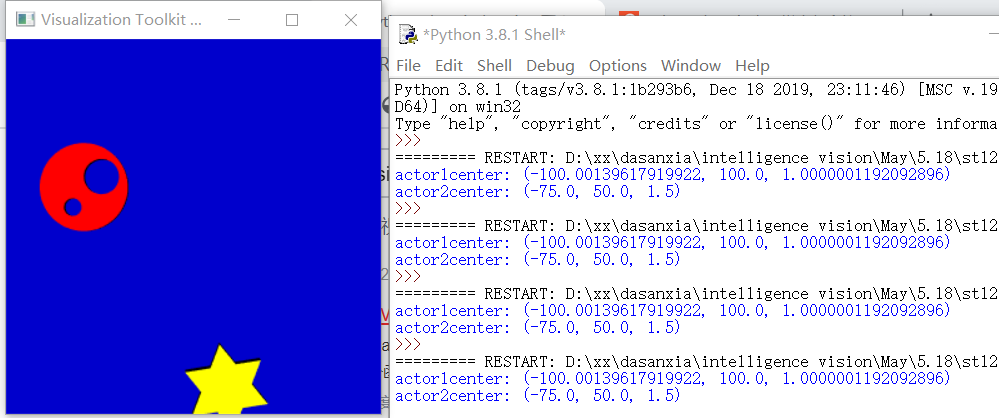 Visualization Toolkit ...
*Python 3.8.1 Shell*
File Edit Shell Debug Options Window Help
Python 3.8.1 (tags/v3.8.1:1b293b6, Dec 18 2019, 23:11:46) [MSC v.19
D64)] on win32
Type "help", "copyright", "credits" or "license()" for more informa
>>>
========= RESTART: D:\xx\dasanxia\intelligence vision\May\5.18\st12
actor1center: (-100.00139617919922, 100.0, 1.0000001192092896)
actor2center: (-75.0, 50.0, 1.5)
>>>
========= RESTART: D:\xx\dasanxia\intelligence vision\May\5.18\st12
actor1center: (-100.00139617919922, 100.0, 1.0000001192092896)
actor2center: (-75.0, 50.0, 1.5)
>>>
========= RESTART: D:\xx\dasanxia\intelligence vision\May\5.18\st12
actor1center: (-100.00139617919922, 100.0, 1.0000001192092896)
actor2center: (-75.0, 50.0, 1.5)
>>>
========= RESTART: D:\xx\dasanxia\intelligence vision\May\5.18\st12
actor1center: (-100.00139617919922, 100.0, 1.0000001192092896)
actor2center: (-75.0, 50.0, 1.5)